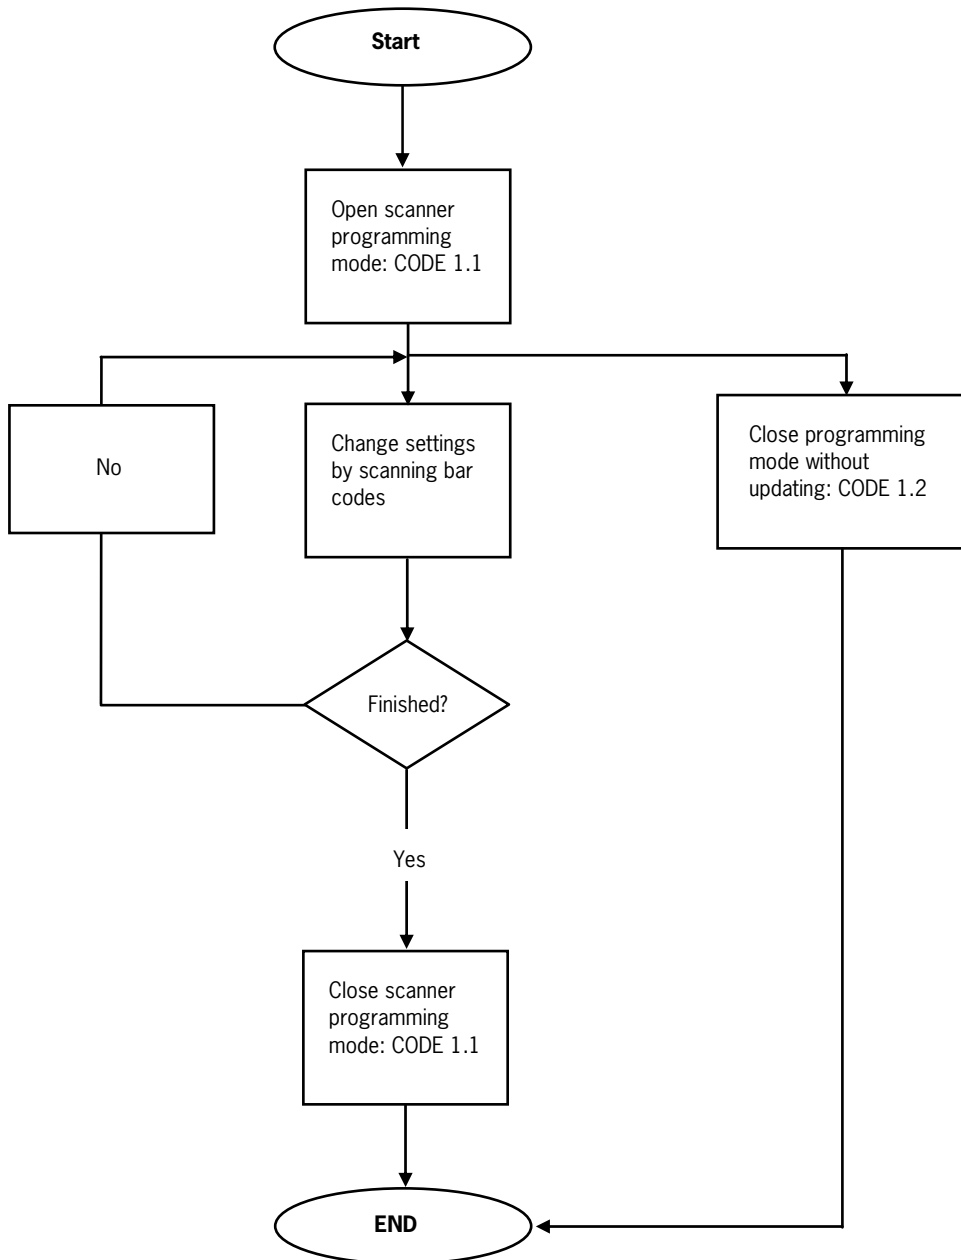 Start
Open scanner
programming
mode: CODE 1.1
No
Change settings
by scanning bar
codes
Close programming
mode without
updating: CODE 1.2
Finished?
Yes
Close scanner
programming
mode: CODE 1.1
END